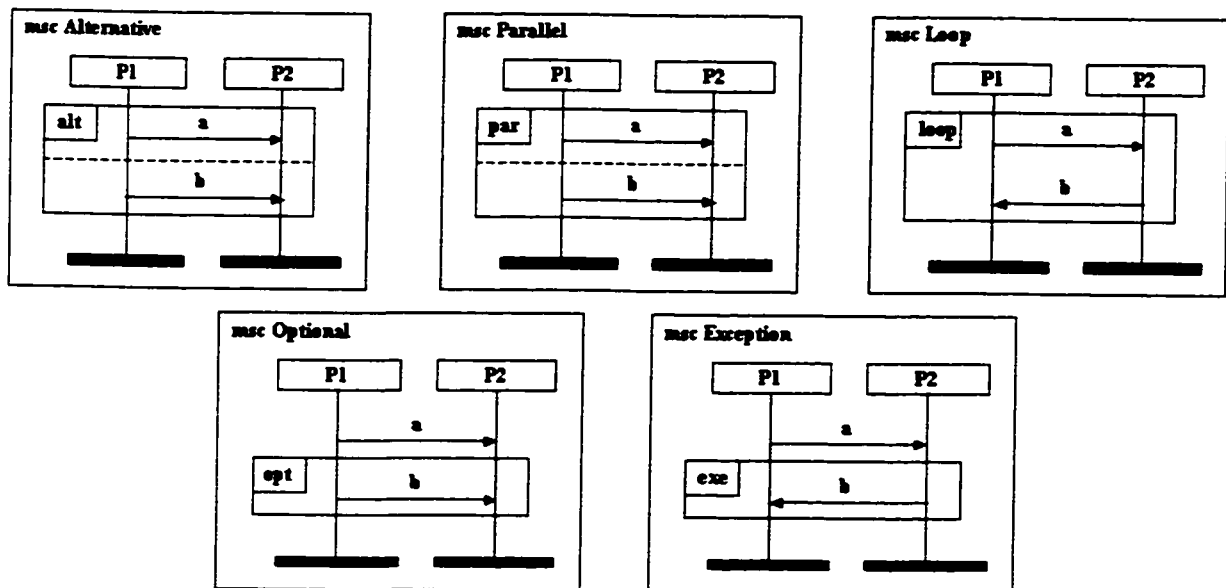 msc Alternative
P1 P2
alt
a
b
msc Parallel
P1 P2
par
a
b
msc Loop
P1 P2
loop
a
b
msc Optional
P1 P2
a
opt
b
msc Exception
P1 P2
a
exe
b